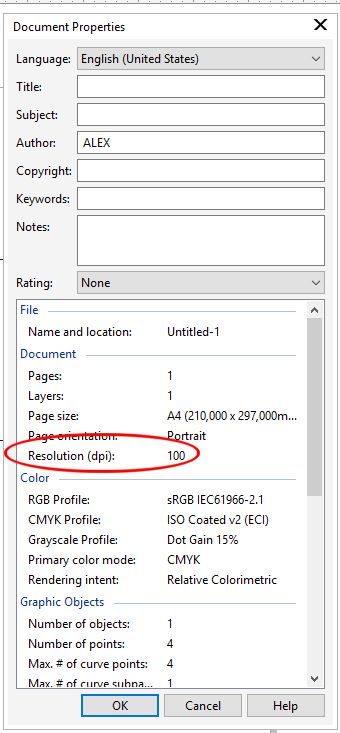 Document Properties
Language: English (United States)
Title:
Subject:
Author: ALEX
Copyright:
Keywords:
Notes:
Rating: None
File
Name and location: Untitled-1
Document
Pages: 1
Layers: 1
Page size: A4 (210,000 x 297,000m...
Page orientation: Portrait
Resolution (dpi): 100
Color
RGB Profile: sRGB IEC61966-2.1
CMYK Profile: ISO Coated v2 (ECI)
Grayscale Profile: Dot Gain 15%
Primary color mode: CMYK
Rendering intent: Relative Colorimetric
Graphic Objects
Number of objects: 1
Number of points: 4
Max. # of curve points: 4
Max. # of curve subpa... 1
OK Cancel Help